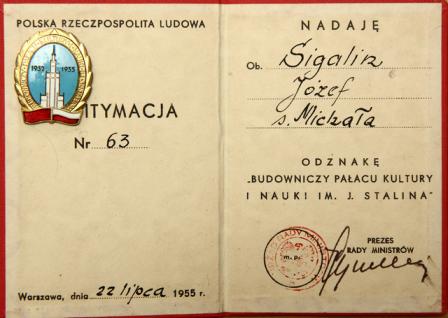 POLSKA RZECZPOSPOLITA LUDOWA
1952 1955
ITYMACJA
Nr 63
Warszawa, dnia 22 lipca 1955 r.
NADAJĘ
Ob. Sigalin
Józef
s. Michała
ODZNAKĘ
„BUDOWNICZY PAŁACU KULTURY
I NAUKI IM. J. STALINA"
m. p.
PREZES
RADY MINISTRÓW